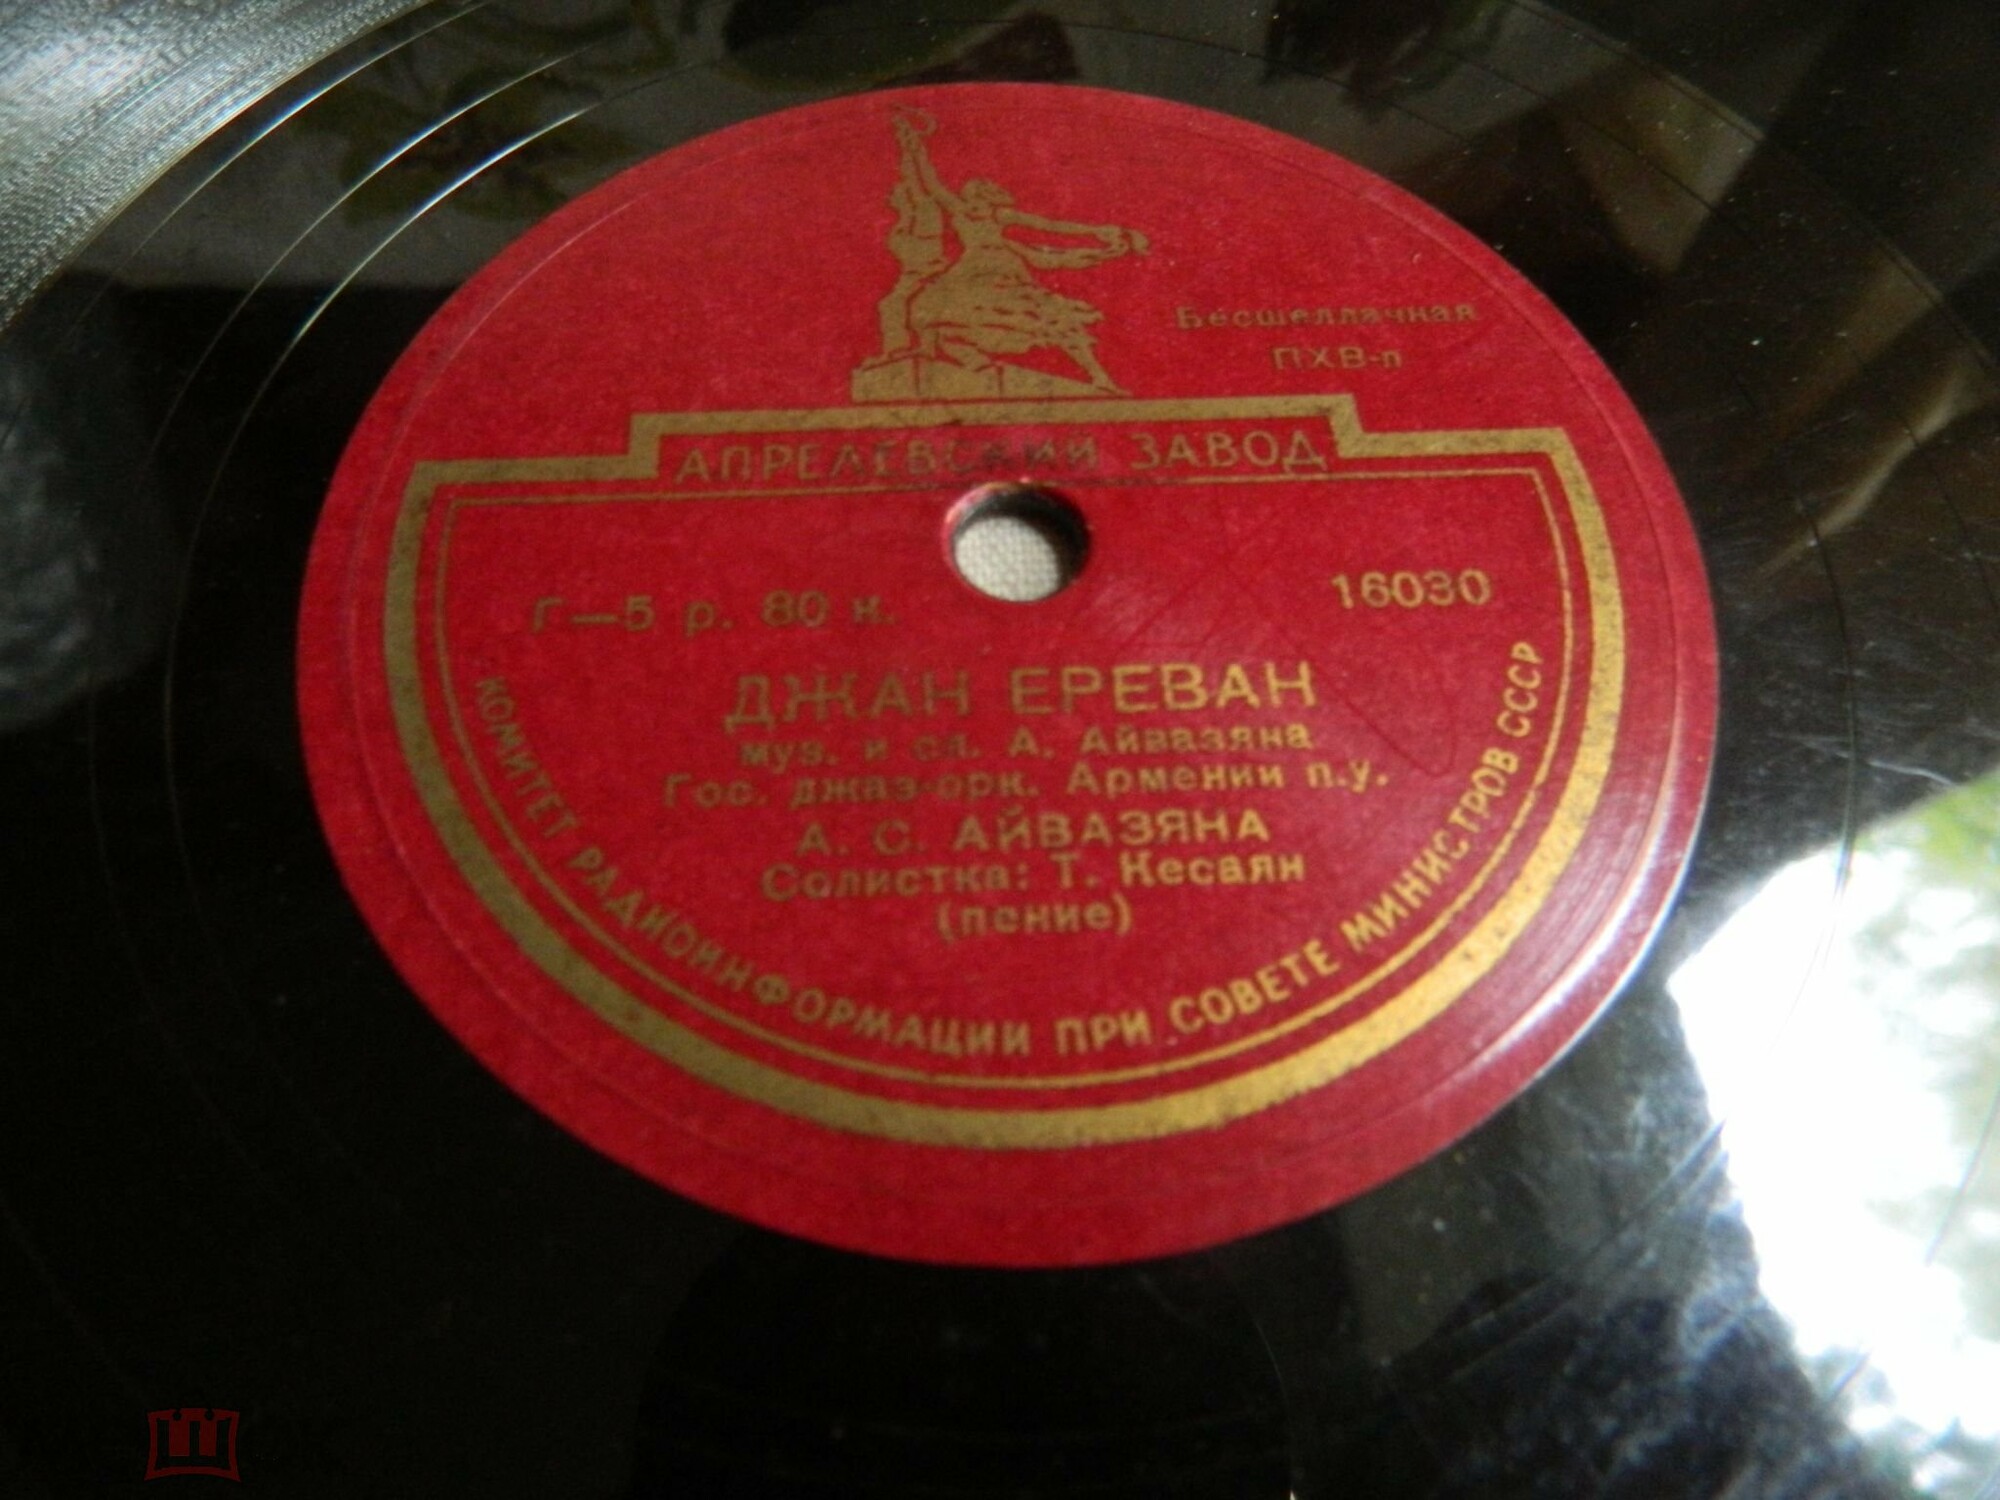 Бесшеллачная
ПХВ-п
АПРЕЛЕВСКИЙ ЗАВОД
Г—5 р. 80 к.
16030
ДЖАН ЕРЕВАН
муз. и сл. А. Айвазяна
Гос. джаз-орк. Армении п.у.
А. С. АЙВАЗЯНА
Солистка: Т. Кесаян
(пение)
КОМИТЕТ РАДИОИНФОРМАЦИИ ПРИ СОВЕТЕ МИНИСТРОВ СССР